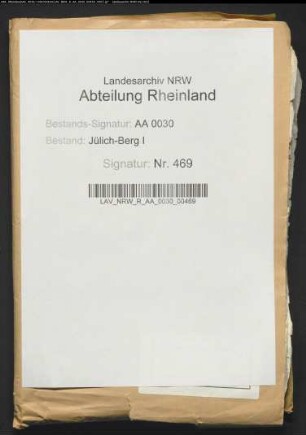 Landesarchiv NRW
Abteilung Rheinland
Bestands-Signatur: AA 0030
Bestand: Jülich-Berg I
Signatur: Nr. 469
LAV_NRW_R_AA_0030_00469